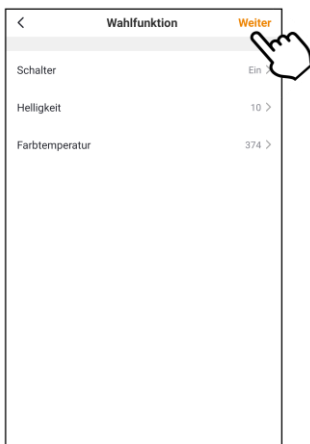 Wahlfunktion Weiter
Schalter Ein
Helligkeit 10
Farbtemperatur 374